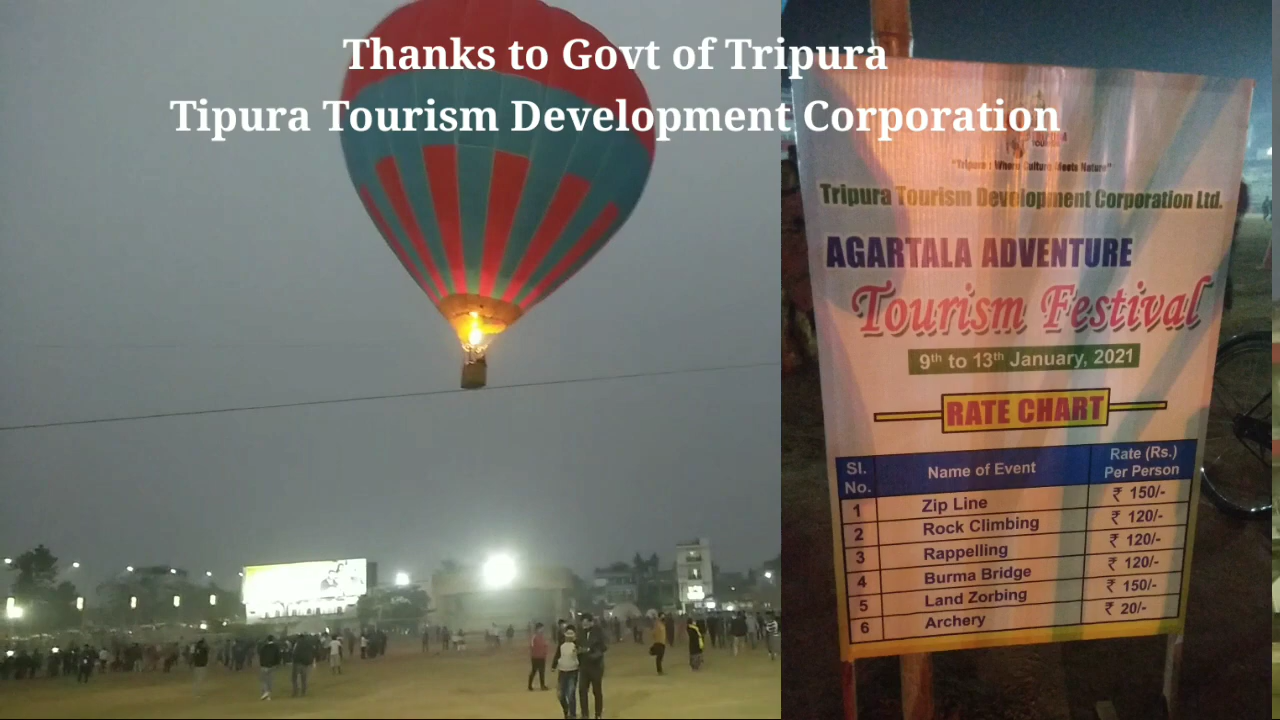 Thanks to Govt of Tripura
Tipura Tourism Development Corporation
"Tripura : Where Culture Meets Nature"
Tripura Tourism Development Corporation Ltd.
AGARTALA ADVENTURE
Tourism Festival
9th to 13th January, 2021
RATE CHART
Sl. No. Name of Event Rate (Rs.) Per Person
1 Zip Line ₹ 150/-
2 Rock Climbing ₹ 120/-
3 Rappelling ₹ 120/-
4 Burma Bridge ₹ 120/-
5 Land Zorbing ₹ 150/-
6 Archery ₹ 20/-